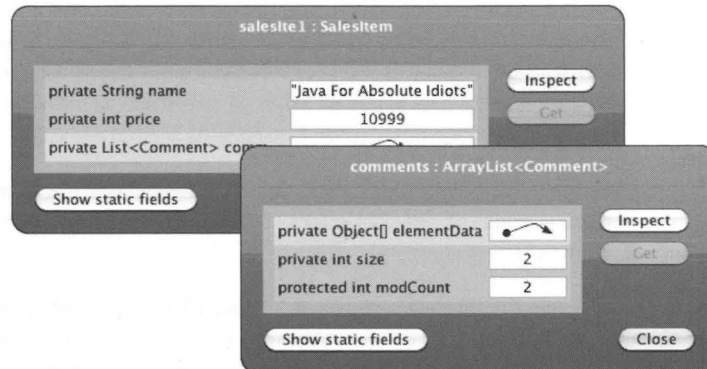 salesIte1 : SalesItem
private String name "Java For Absolute Idiots"
Inspect
private int price 10999
Get
private List<Comment> comm
Show static fields
comments : ArrayList<Comment>
private Object[] elementData
Inspect
private int size 2
Get
protected int modCount 2
Show static fields
Close